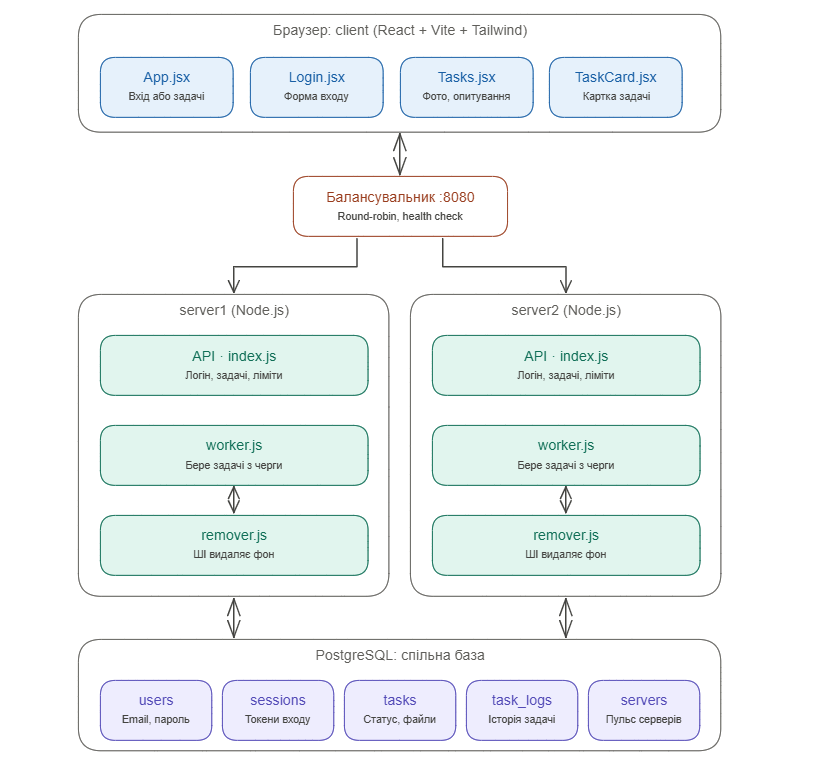 Браузер: client (React + Vite + Tailwind)
App.jsx
Вхід або задачі
Login.jsx
Форма входу
Tasks.jsx
Фото, опитування
TaskCard.jsx
Картка задачі
Балансувальник :8080
Round-robin, health check
server1 (Node.js)
API · index.js
Логін, задачі, ліміти
worker.js
Бере задачі з черги
remover.js
ШІ видаляє фон
server2 (Node.js)
API · index.js
Логін, задачі, ліміти
worker.js
Бере задачі з черги
remover.js
ШІ видаляє фон
PostgreSQL: спільна база
users
Email, пароль
sessions
Токени входу
tasks
Статус, файли
task_logs
Історія задачі
servers
Пульс серверів